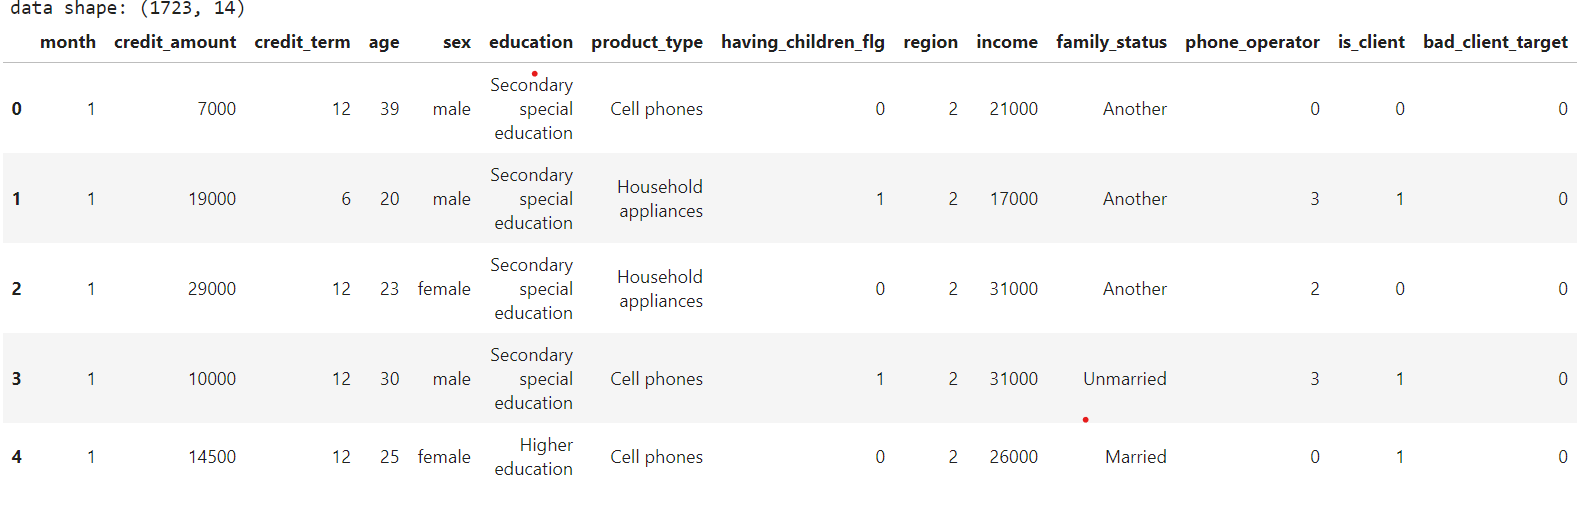 data shape: (1723, 14)
month credit_amount credit_term age sex education product_type having_children_flg region income family_status phone_operator is_client bad_client_target
0 1 7000 12 39 male Secondary special education Cell phones 0 2 21000 Another 0 0 0
1 1 19000 6 20 male Secondary special education Household appliances 1 2 17000 Another 3 1 0
2 1 29000 12 23 female Secondary special education Household appliances 0 2 31000 Another 2 0 0
3 1 10000 12 30 male Secondary special education Cell phones 1 2 31000 Unmarried 3 1 0
4 1 14500 12 25 female Higher education Cell phones 0 2 26000 Married 0 1 0